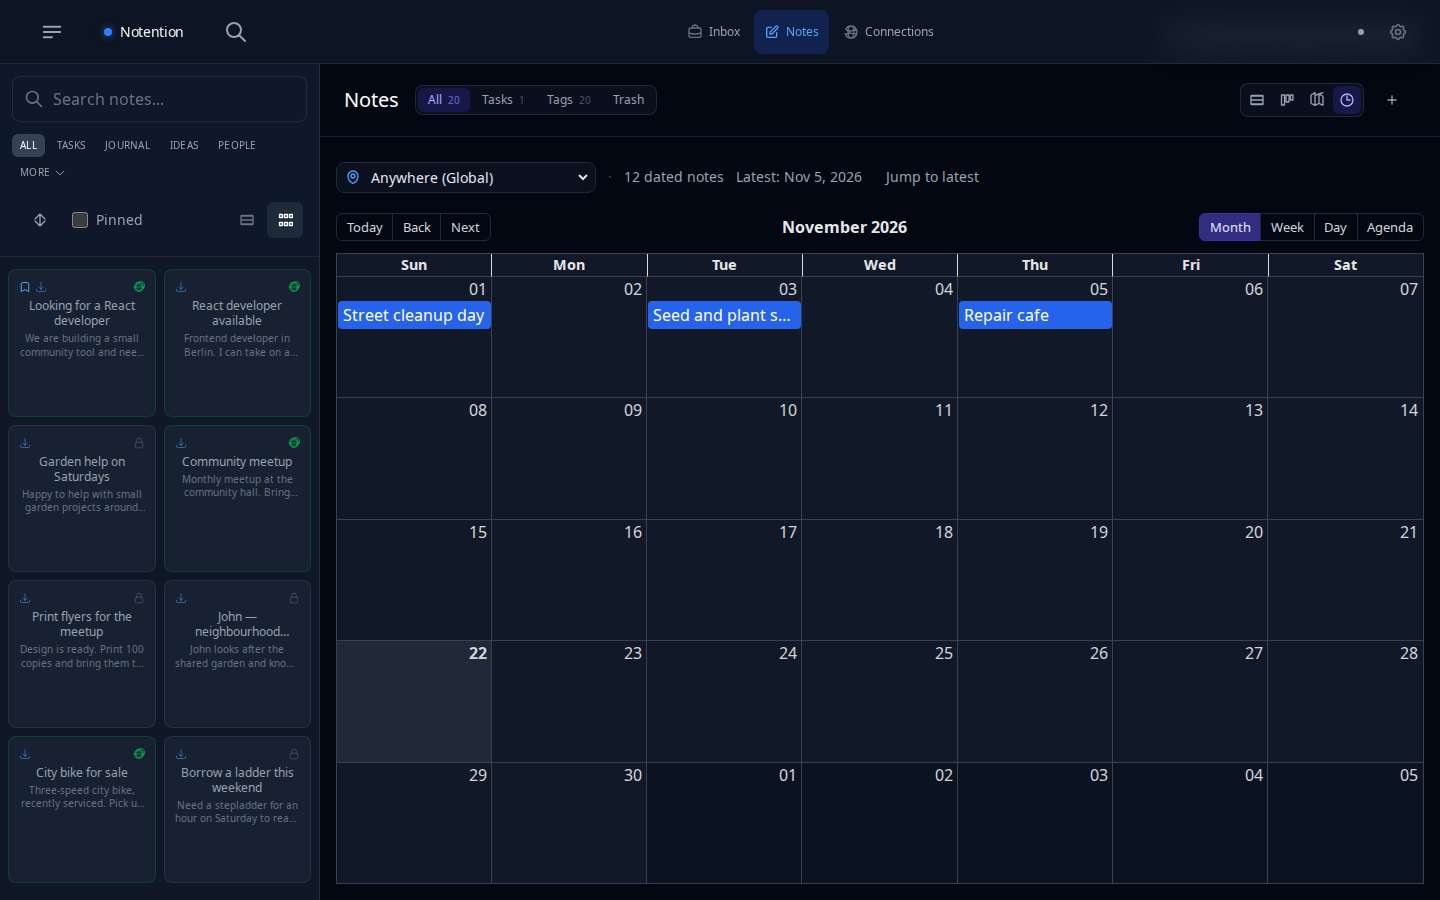 Notention
Inbox
Notes
Connections
Search notes...
ALL
TASKS
JOURNAL
IDEAS
PEOPLE
MORE
Pinned
Looking for a React
developer
We are building a small
community tool and nee...
React developer
available
Frontend developer in
Berlin. I can take on a...
Garden help on
Saturdays
Happy to help with small
garden projects around...
Community meetup
Monthly meetup at the
community hall. Bring...
Print flyers for the
meetup
Design is ready. Print 100
copies and bring them t...
John —
neighbourhood...
John looks after the
shared garden and kno...
City bike for sale
Three-speed city bike,
recently serviced. Pick u...
Borrow a ladder this
weekend
Need a stepladder for an
hour on Saturday to rea...
Notes
All 20
Tasks 1
Tags 20
Trash
Anywhere (Global)
· 12 dated notes
Latest: Nov 5, 2026
Jump to latest
Today
Back
Next
November 2026
Month
Week
Day
Agenda
Sun Mon Tue Wed Thu Fri Sat
01 02 03 04 05 06 07
Street cleanup day
Seed and plant s...
Repair cafe
08 09 10 11 12 13 14
15 16 17 18 19 20 21
22 23 24 25 26 27 28
29 30 01 02 03 04 05